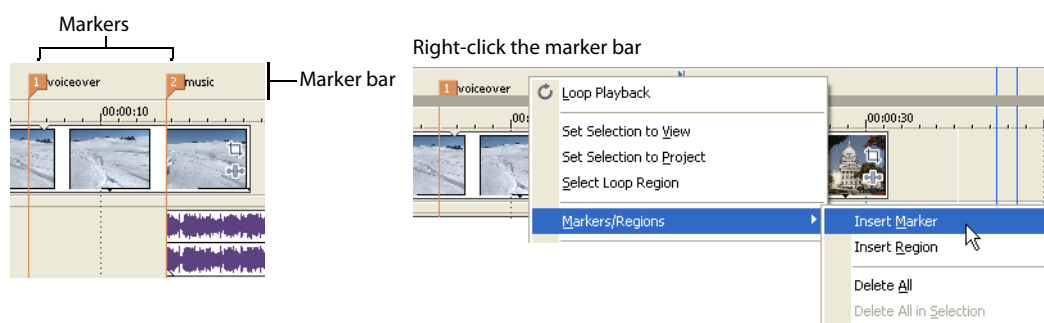 Markers
1 voiceover
2 music
Marker bar
00:00:10
Right-click the marker bar
1 voiceover
Loop Playback
00:
00:00:30
Set Selection to View
Set Selection to Project
Select Loop Region
Markers/Regions
Insert Marker
Insert Region
Delete All
Delete All in Selection